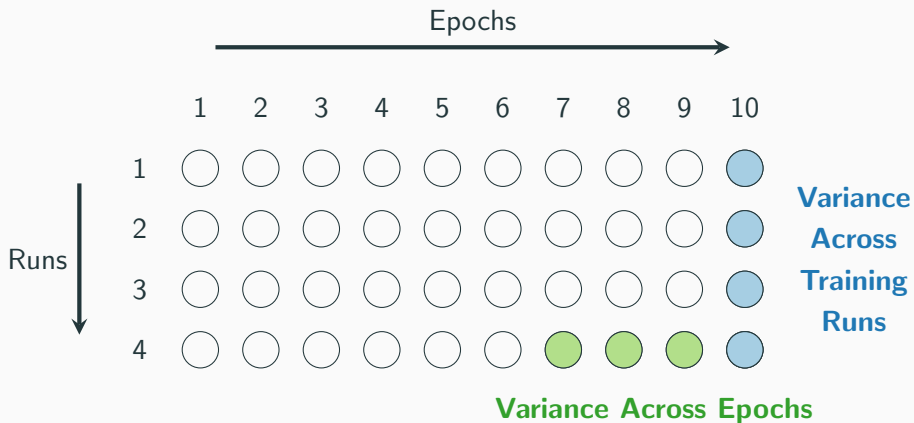 Epochs
1 2 3 4 5 6 7 8 9 10
1
2
3
4
Runs
Variance
Across
Training
Runs
Variance Across Epochs